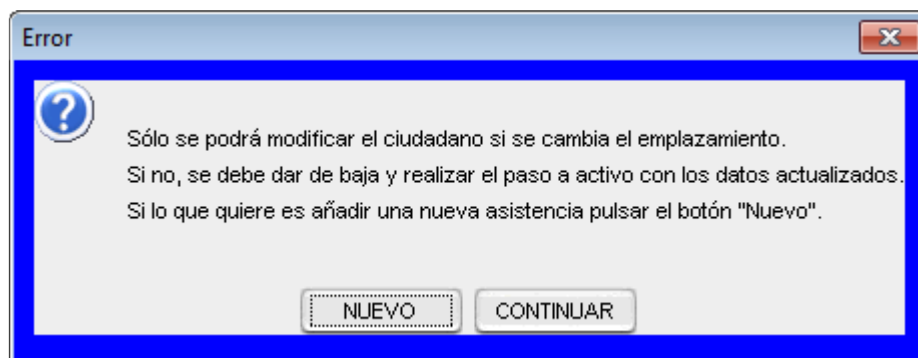 Error
Sólo se podrá modificar el ciudadano si se cambia el emplazamiento.
Si no, se debe dar de baja y realizar el paso a activo con los datos actualizados.
Si lo que quiere es añadir una nueva asistencia pulsar el botón "Nuevo".
NUEVO CONTINUAR